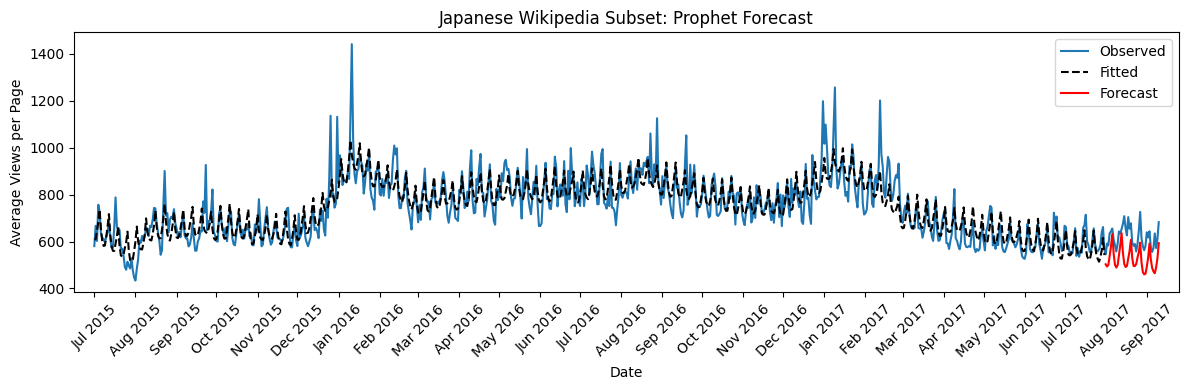 Japanese Wikipedia Subset: Prophet Forecast
Average Views per Page
1400
1200
1000
800
600
400
Observed
Fitted
Forecast
Jul 2015
Aug 2015
Sep 2015
Oct 2015
Nov 2015
Dec 2015
Jan 2016
Feb 2016
Mar 2016
Apr 2016
May 2016
Jun 2016
Jul 2016
Aug 2016
Sep 2016
Oct 2016
Nov 2016
Dec 2016
Jan 2017
Feb 2017
Mar 2017
Apr 2017
May 2017
Jun 2017
Jul 2017
Aug 2017
Sep 2017
Date